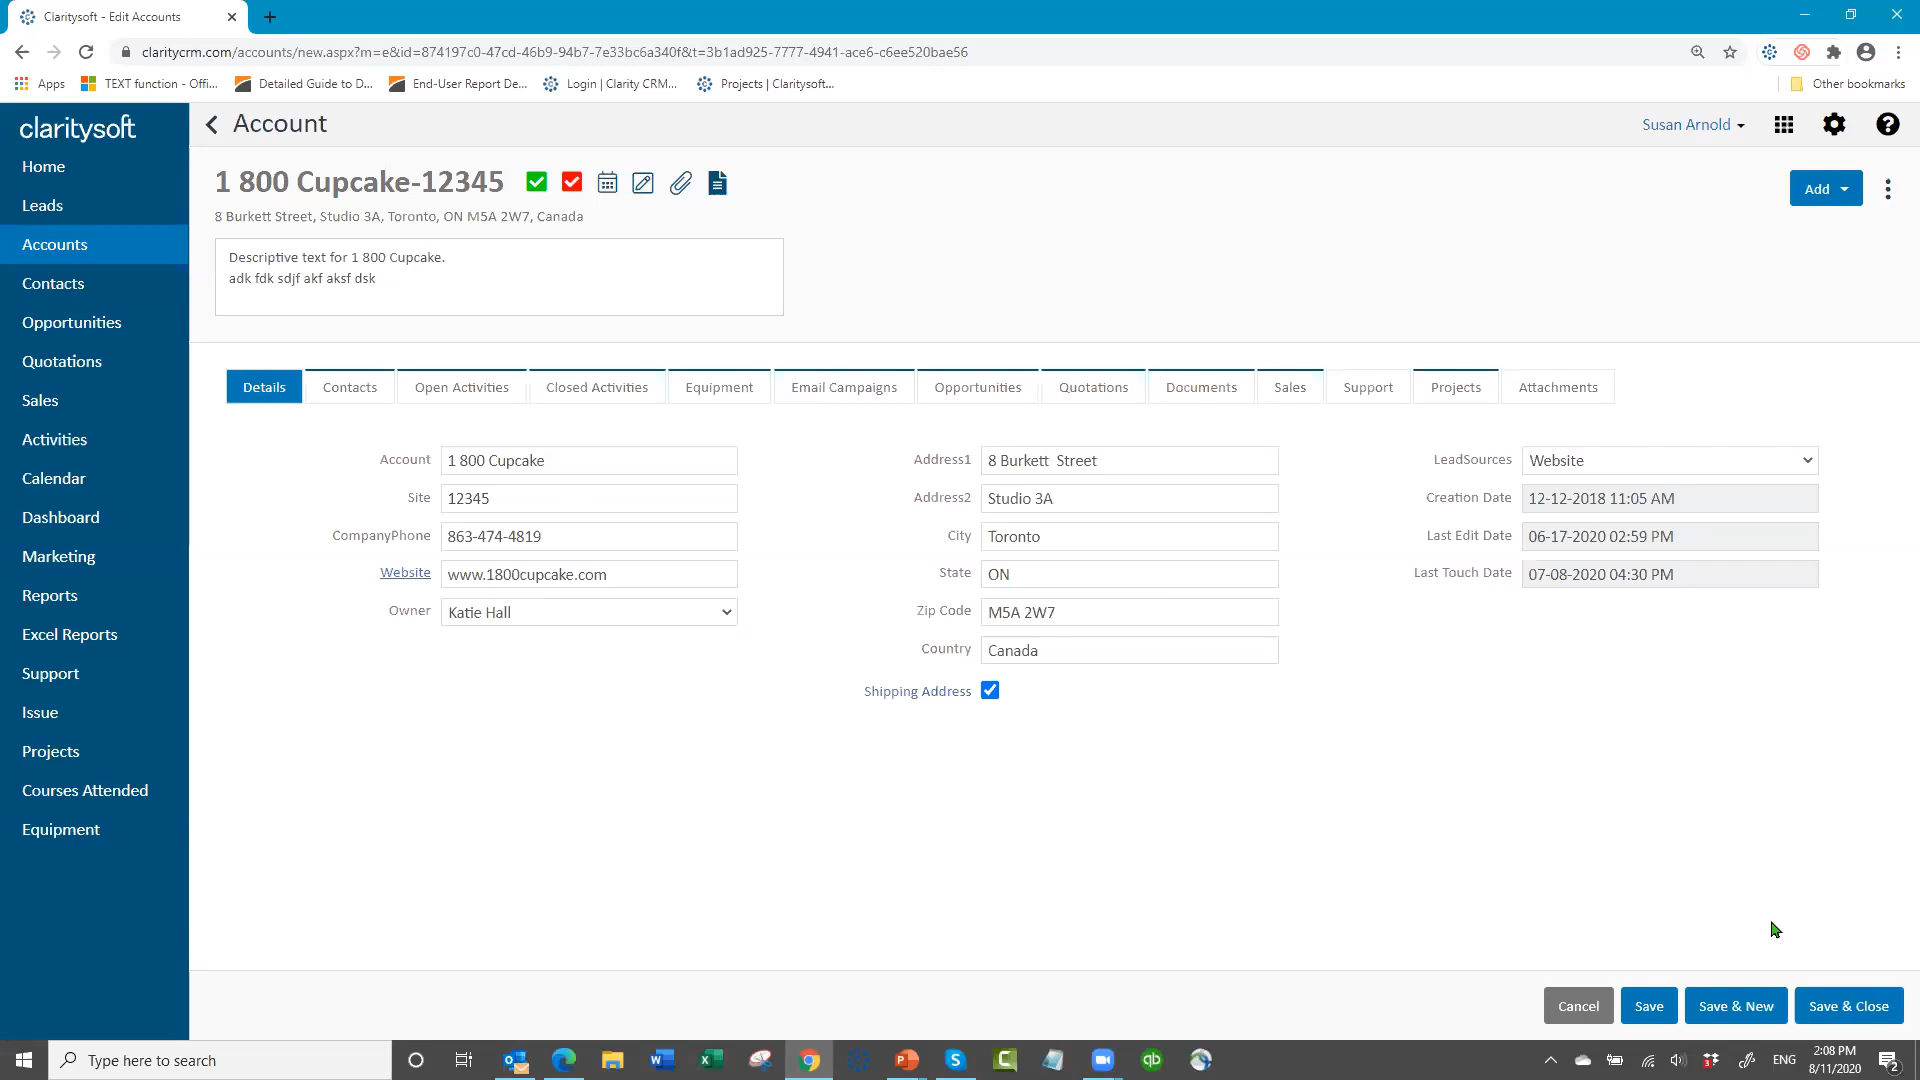 Claritysoft - Edit Accounts
claritycrm.com/accounts/new.aspx?m=e&id=874197c0-47cd-46b9-94b7-7e33bc6a340f&t=3b1ad925-7777-4941-ace6-c6ee520bae56
Apps
TEXT function - Offi...
Detailed Guide to D...
End-User Report De...
Login | Clarity CRM...
Projects | Claritysoft...
Other bookmarks
claritysoft
Home
Leads
Accounts
Contacts
Opportunities
Quotations
Sales
Activities
Calendar
Dashboard
Marketing
Reports
Excel Reports
Support
Issue
Projects
Courses Attended
Equipment
Account
Susan Arnold
1 800 Cupcake-12345
Add
8 Burkett Street, Studio 3A, Toronto, ON M5A 2W7, Canada
Descriptive text for 1 800 Cupcake.
adk fdk sdjf akf aksf dsk
Details
Contacts
Open Activities
Closed Activities
Equipment
Email Campaigns
Opportunities
Quotations
Documents
Sales
Support
Projects
Attachments
Account 1 800 Cupcake
Site 12345
CompanyPhone 863-474-4819
Website www.1800cupcake.com
Owner Katie Hall
Address1 8 Burkett Street
Address2 Studio 3A
City Toronto
State ON
Zip Code M5A 2W7
Country Canada
Shipping Address
LeadSources Website
Creation Date 12-12-2018 11:05 AM
Last Edit Date 06-17-2020 02:59 PM
Last Touch Date 07-08-2020 04:30 PM
Cancel
Save
Save & New
Save & Close
Type here to search
ENG
2:08 PM
8/11/2020
2